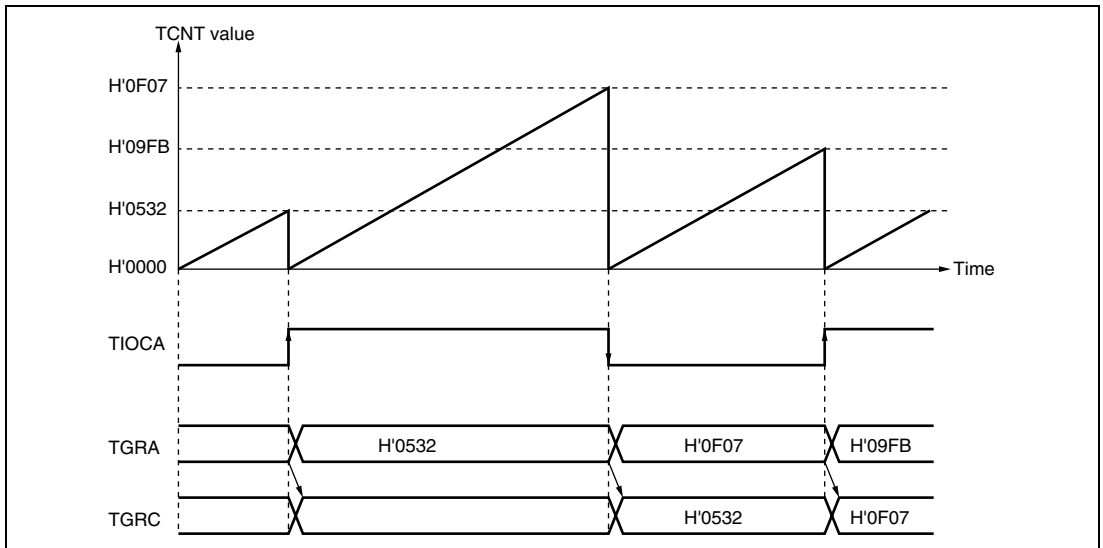 TCNT value
H'0F07
H'09FB
H'0532
H'0000
Time
TIOCA
TGRA
H'0532
H'0F07
H'09FB
TGRC
H'0532
H'0F07